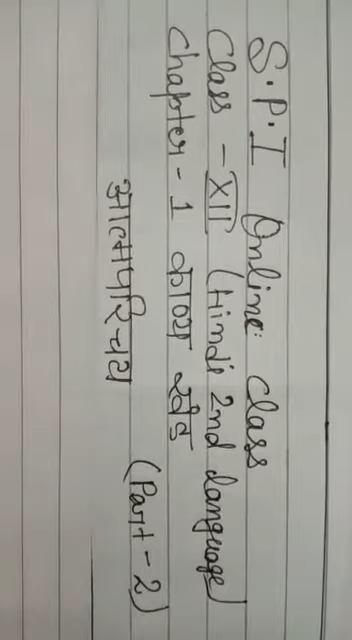 S.P.I Online class
Class - XII (Hindi 2nd Language)
Chapter - 1 काव्य खंड
आत्मपरिचय
(Part - 2)